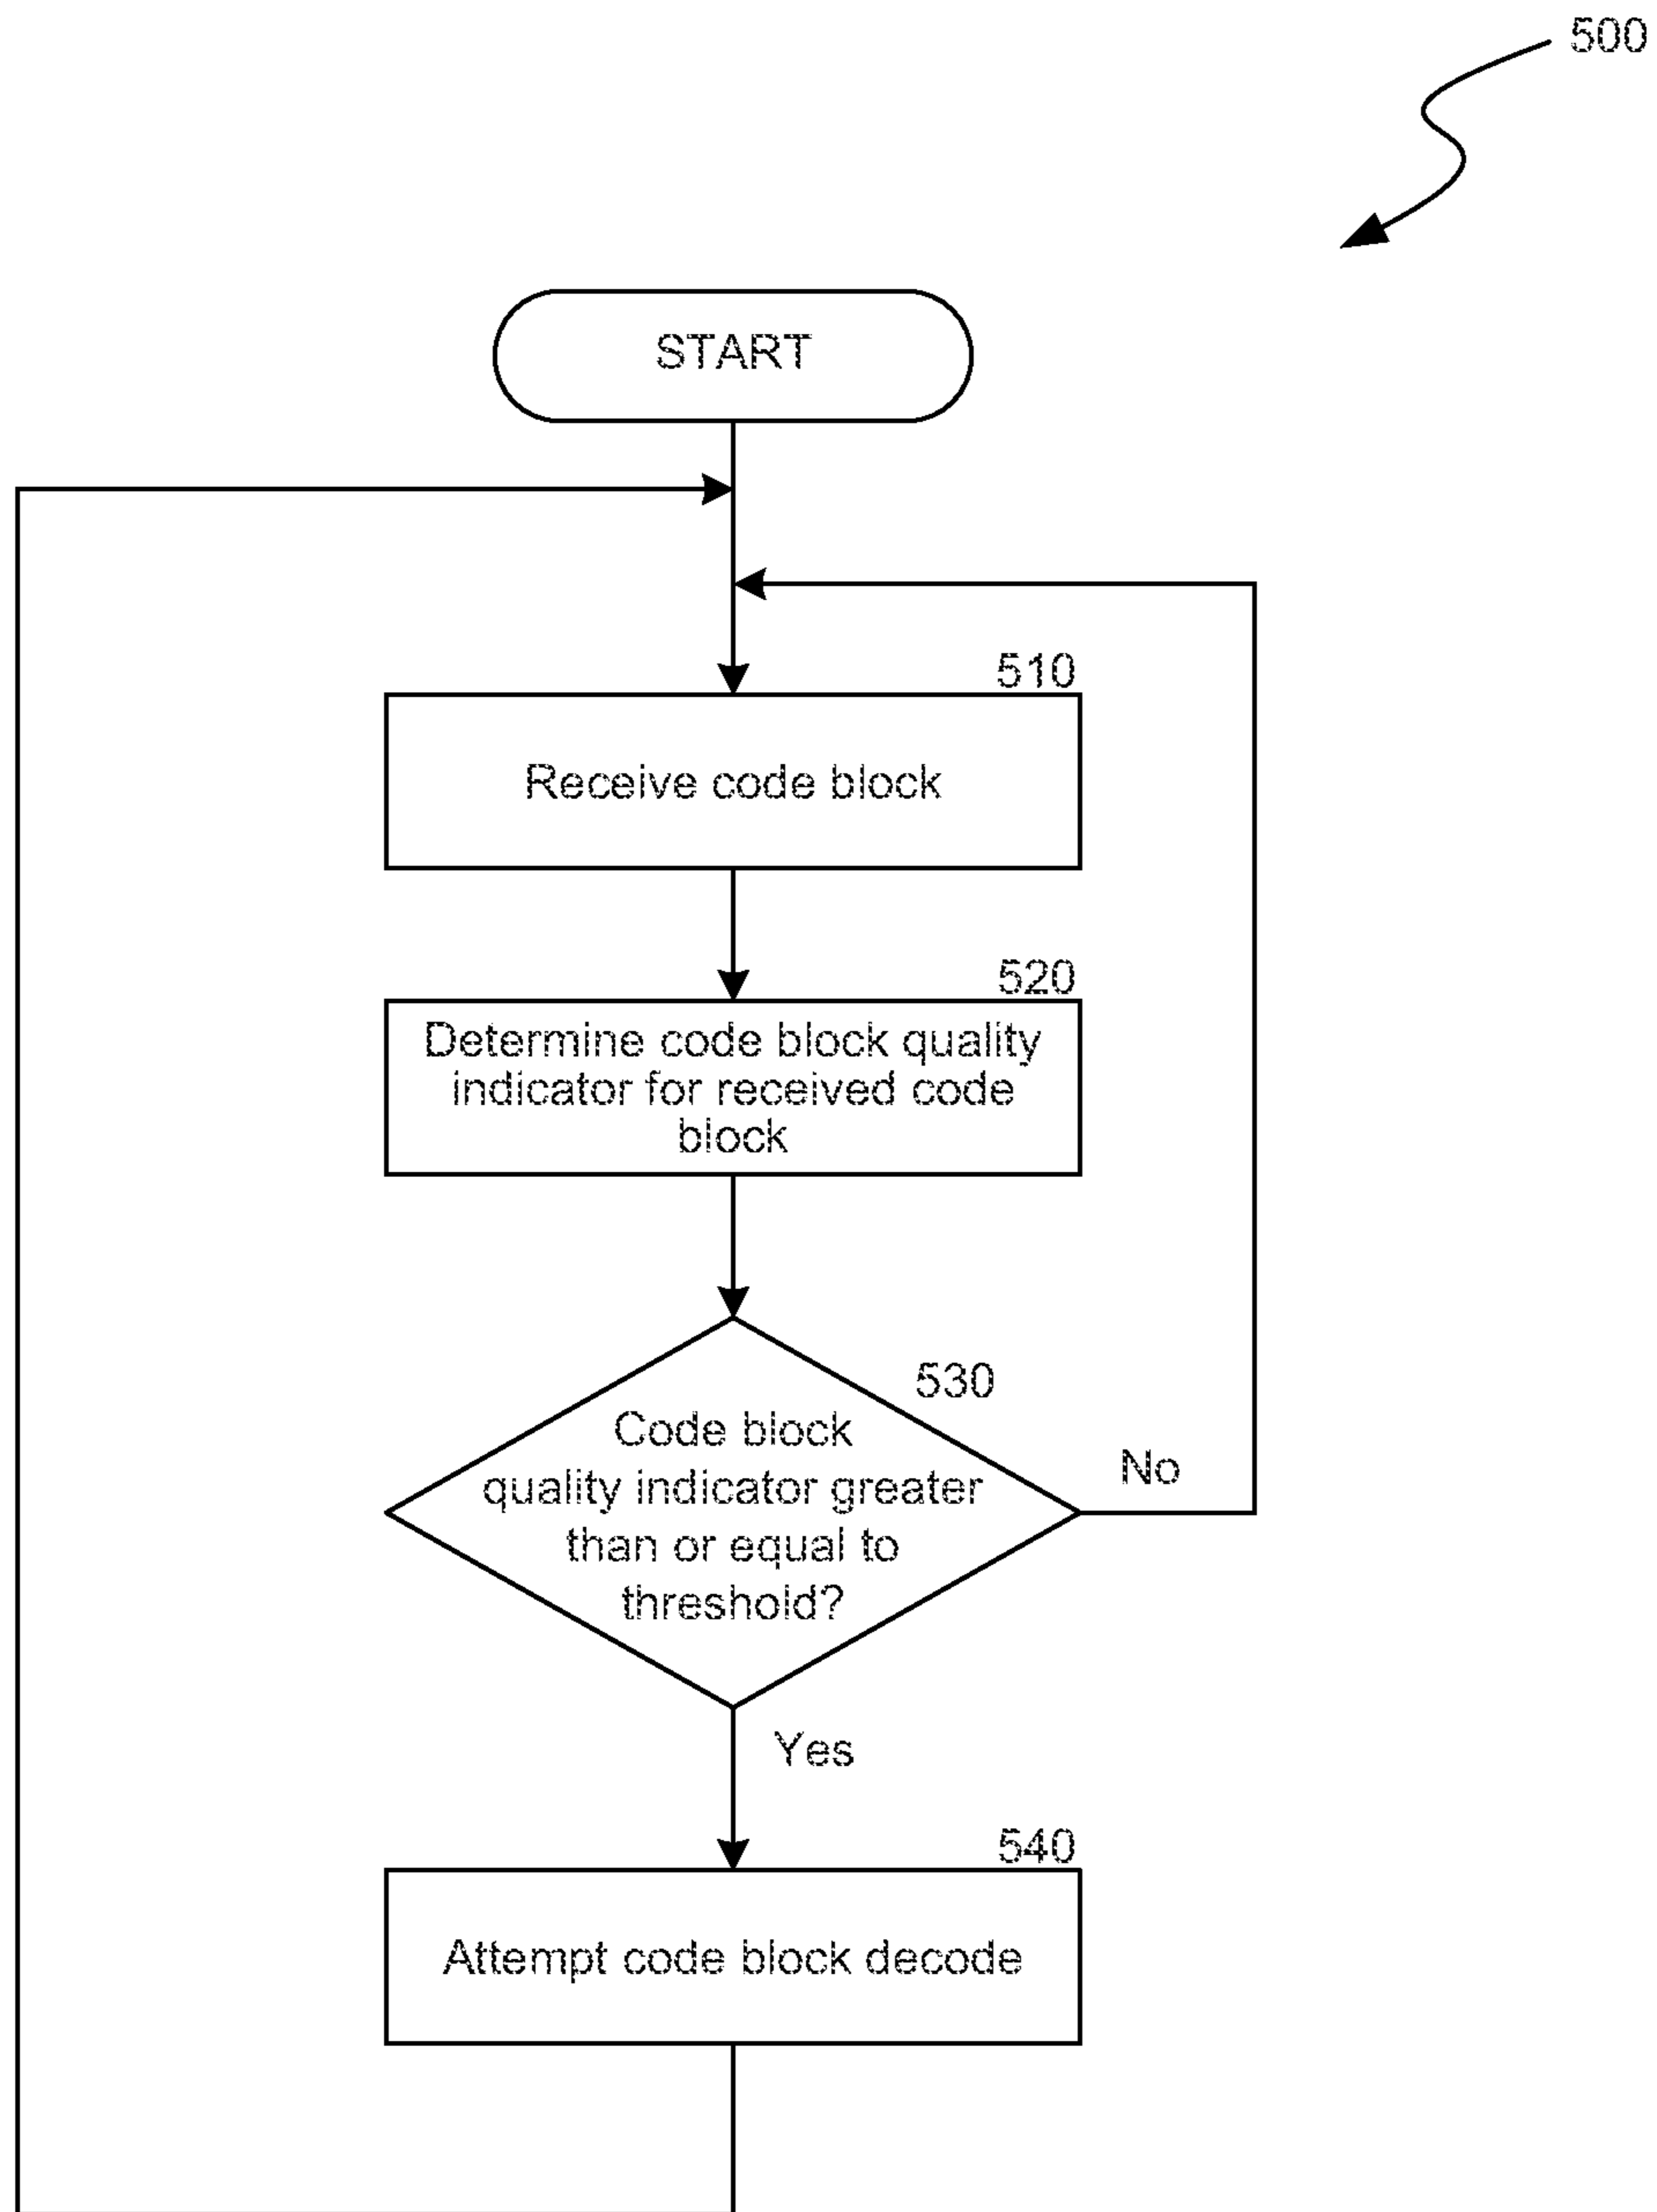 500
START
510
Receive code block
520
Determine code block quality
indicator for received code
block
530
Code block
quality indicator greater
than or equal to
threshold?
No
Yes
540
Attempt code block decode